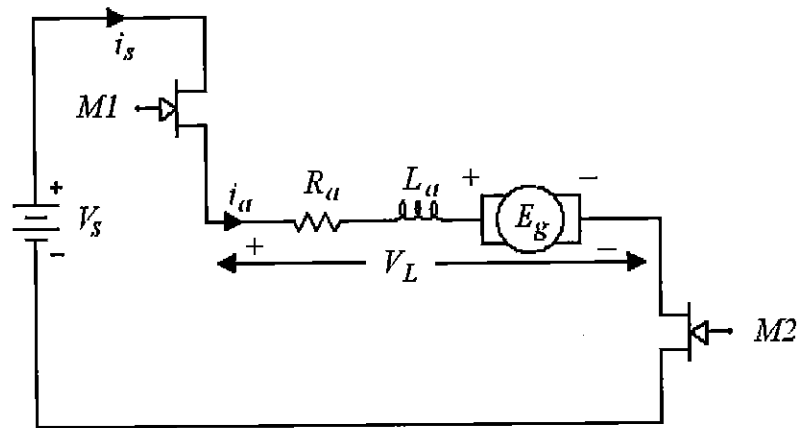 i_s
M1
R_a
L_a
+
−
i_a
E_g
+
V_s
−
+
V_L
−
M2